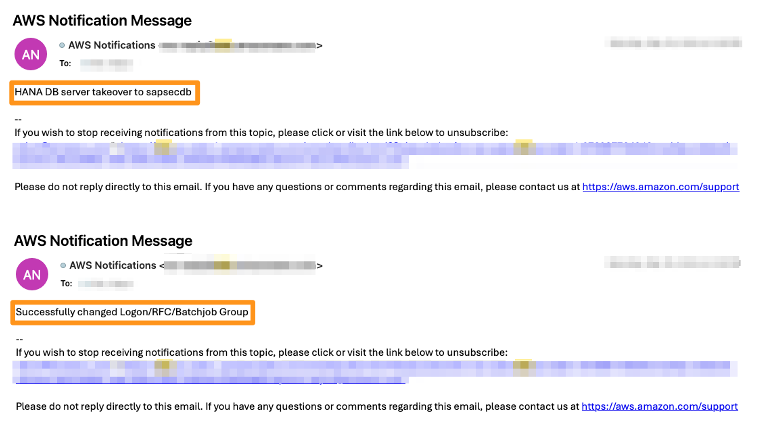 AWS Notification Message
AN
AWS Notifications >
To:
HANA DB server takeover to sapsecdb
--
If you wish to stop receiving notifications from this topic, please click or visit the link below to unsubscribe:
Please do not reply directly to this email. If you have any questions or comments regarding this email, please contact us at https://aws.amazon.com/support
AWS Notification Message
AN
AWS Notifications < >
To:
Successfully changed Logon/RFC/Batchjob Group
--
If you wish to stop receiving notifications from this topic, please click or visit the link below to unsubscribe:
Please do not reply directly to this email. If you have any questions or comments regarding this email, please contact us at https://aws.amazon.com/support